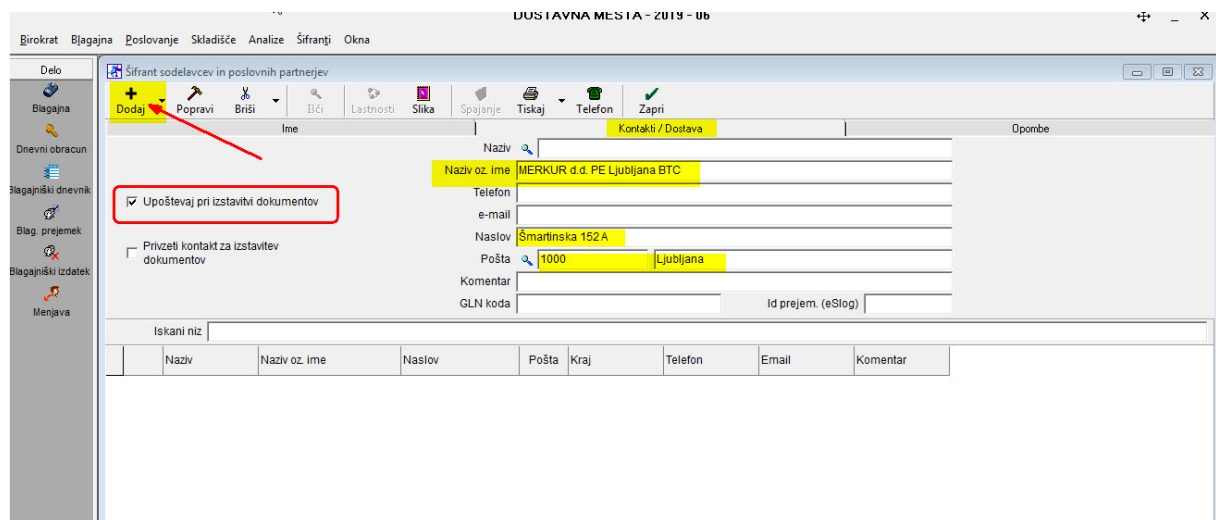 DOSTAVNA MESTA - 2019 - 06
Birokrat Blagajna Poslovanje Skladišče Analize Šifranti Okna
Delo
Blagajna
Dnevni obracun
Blagajniški dnevnik
Blag. prejemek
Blagajniški izdatek
Menjava
Šifrant sodelavcev in poslovnih partnerjev
Dodaj Popravi Briši Išči Lastnosti Slika Spajanje Tiskaj Telefon Zapri
Ime Kontakti / Dostava Opombe
Naziv
Naziv oz. ime MERKUR d.d. PE Ljubljana BTC
Telefon
Upoštevaj pri izstavitvi dokumentov
e-mail
Naslov Šmartinska 152 A
Privzeti kontakt za izstavitev
dokumentov
Pošta 1000 Ljubljana
Komentar
GLN koda Id prejem. (eSlog)
Iskani niz
Naziv Naziv oz. ime Naslov Pošta Kraj Telefon Email Komentar